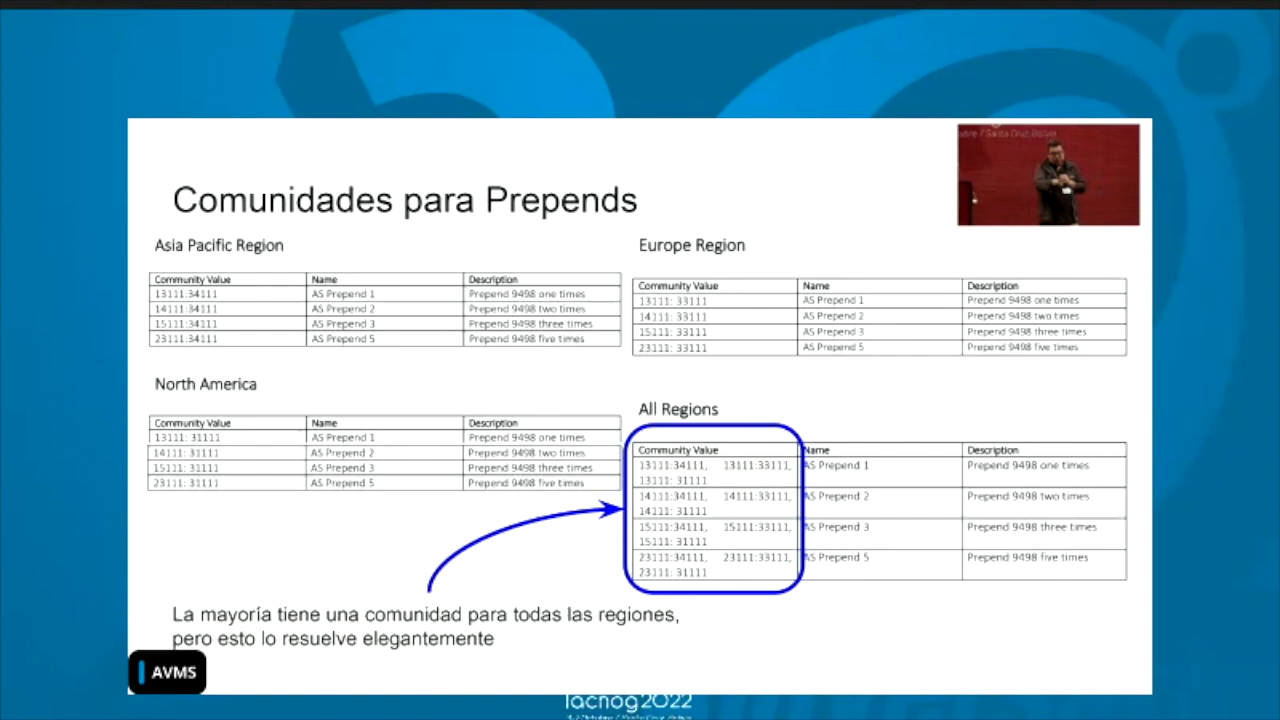 Comunidades para Prepends
Asia Pacific Region
Community Value Name Description
13111:34111 AS Prepend 1 Prepend 9498 one times
14111:34111 AS Prepend 2 Prepend 9498 two times
15111:34111 AS Prepend 3 Prepend 9498 three times
23111:34111 AS Prepend 5 Prepend 9498 five times
Europe Region
Community Value Name Description
13111: 33111 AS Prepend 1 Prepend 9498 one times
14111: 33111 AS Prepend 2 Prepend 9498 two times
15111: 33111 AS Prepend 3 Prepend 9498 three times
23111: 33111 AS Prepend 5 Prepend 9498 five times
North America
Community Value Name Description
13111: 31111 AS Prepend 1 Prepend 9498 one times
14111: 31111 AS Prepend 2 Prepend 9498 two times
15111: 31111 AS Prepend 3 Prepend 9498 three times
23111: 31111 AS Prepend 5 Prepend 9498 five times
All Regions
Community Value Name Description
13111:34111, 13111:33111, AS Prepend 1 Prepend 9498 one times
13111: 31111
14111:34111, 14111:33111, AS Prepend 2 Prepend 9498 two times
14111: 31111
15111:34111, 15111:33111, AS Prepend 3 Prepend 9498 three times
15111: 31111
23111:34111, 23111:33111, AS Prepend 5 Prepend 9498 five times
23111: 31111
La mayoría tiene una comunidad para todas las regiones,
pero esto lo resuelve elegantemente
AVMS
lacnog2022
/ Santa Cruz, Bolivia